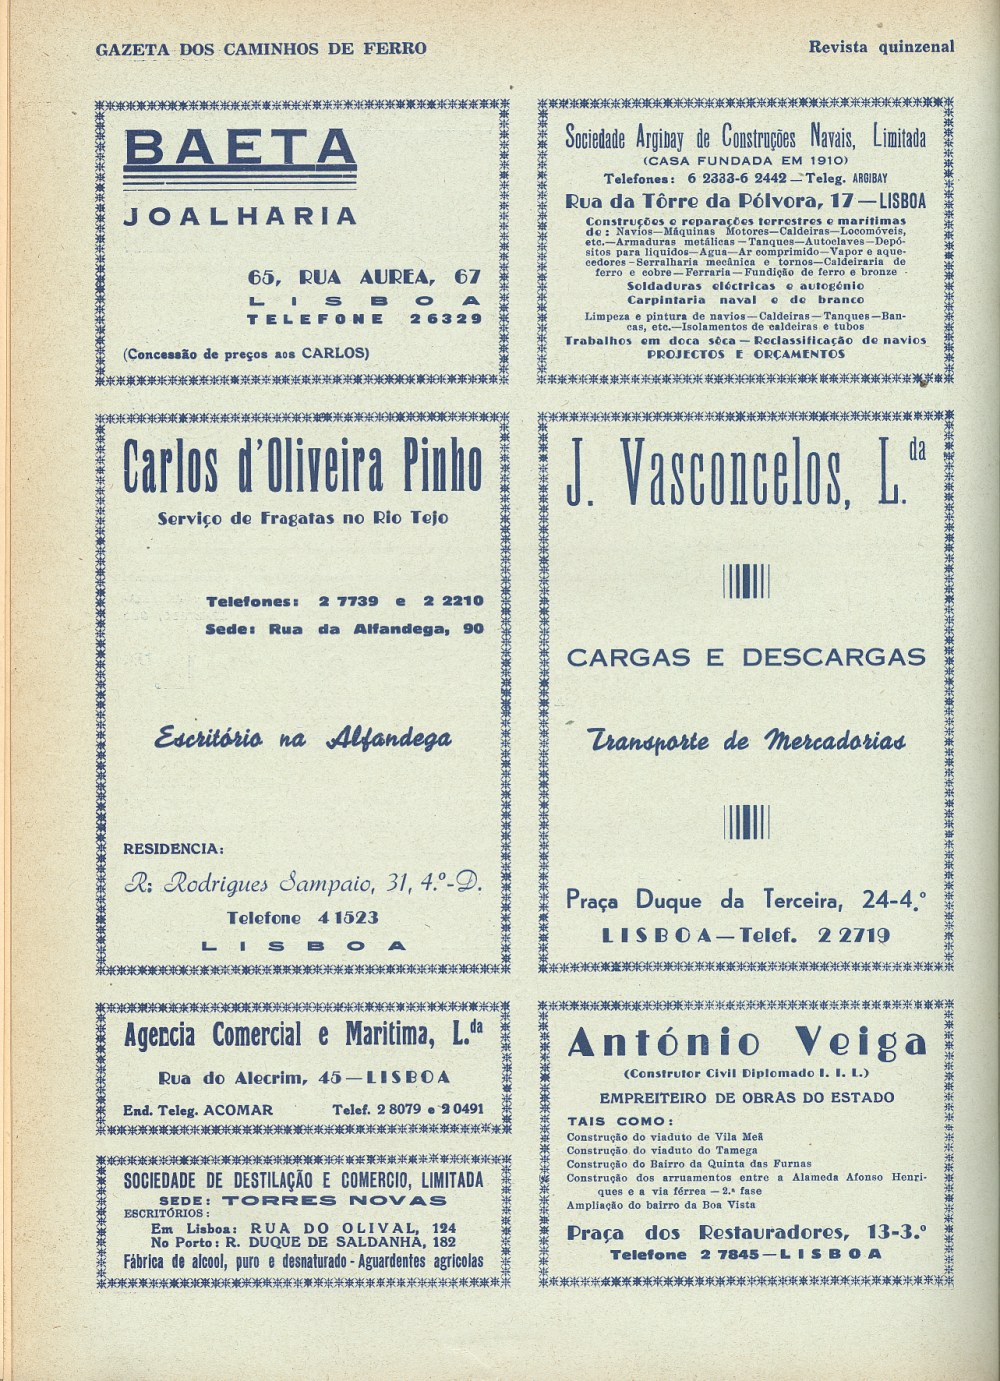 GAZETA DOS CAMINHOS DE FERRO
Revista quinzenal
BAETA
JOALHARIA
65, RUA AUREA, 67
LISBOA
TELEFONE 26329
(Concessão de preços aos CARLOS)
Sociedade Argibay de Construções Navais, Limitada
(CASA FUNDADA EM 1910)
Telefones: 6 2333-6 2442—Teleg. ARGIBAY
Rua da Tôrre da Pólvora, 17—LISBOA
Construções e reparações terrestres e marítimas
de: Navios—Máquinas Motores—Caldeiras—Locomóveis,
etc.—Armaduras metálicas—Tanques—Autoclaves—Depó-
sitos para líquidos—Agua—Ar comprimido—Vapor e aque-
cedores-Serralharia mecânica e tornos—Caldeiraria de
ferro e cobre—Ferraria—Fundição de ferro e bronze
Soldaduras eléctricas e autogénio
Carpintaria naval e de branco
Limpeza e pintura de navios—Caldeiras—Tanques—Ban-
cas, etc.—Isolamentos de caldeiras e tubos
Trabalhos em doca sêca—Reclassificação de navios
PROJECTOS E ORÇAMENTOS
Carlos d'Oliveira Pinho
Serviço de Fragatas no Rio Tejo
Telefones: 2 7739 e 2 2210
Sede: Rua da Alfandega, 90
Escritório na Alfandega
RESIDENCIA:
R: Rodrigues Sampaio, 31, 4.º-D.
Telefone 41523
LISBOA
J. Vasconcelos, L.da
CARGAS E DESCARGAS
Transporte de Mercadorias
Praça Duque da Terceira, 24-4.º
LISBOA—Telef. 2 2719
Agencia Comercial e Maritima, L.da
Rua do Alecrim, 45—LISBOA
End. Teleg. ACOMAR Telef. 2 8079 e 2 0491
SOCIEDADE DE DESTILAÇÃO E COMERCIO, LIMITADA
SEDE: TORRES NOVAS
ESCRITÓRIOS:
Em Lisboa: RUA DO OLIVAL, 124
No Porto: R. DUQUE DE SALDANHA, 182
Fábrica de alcool, puro e desnaturado-Aguardentes agricolas
António Veiga
(Construtor Civil Diplomado I. I. L.)
EMPREITEIRO DE OBRAS DO ESTADO
TAIS COMO:
Construção do viaduto de Vila Meã
Construção do viaduto do Tamega
Construção do Bairro da Quinta das Furnas
Construção dos arruamentos entre a Alameda Afonso Henri-
ques e a via férrea — 2.ª fase
Ampliação do bairro da Boa Vista
Praça dos Restauradores, 13-3.º
Telefone 2 7845—LISBOA